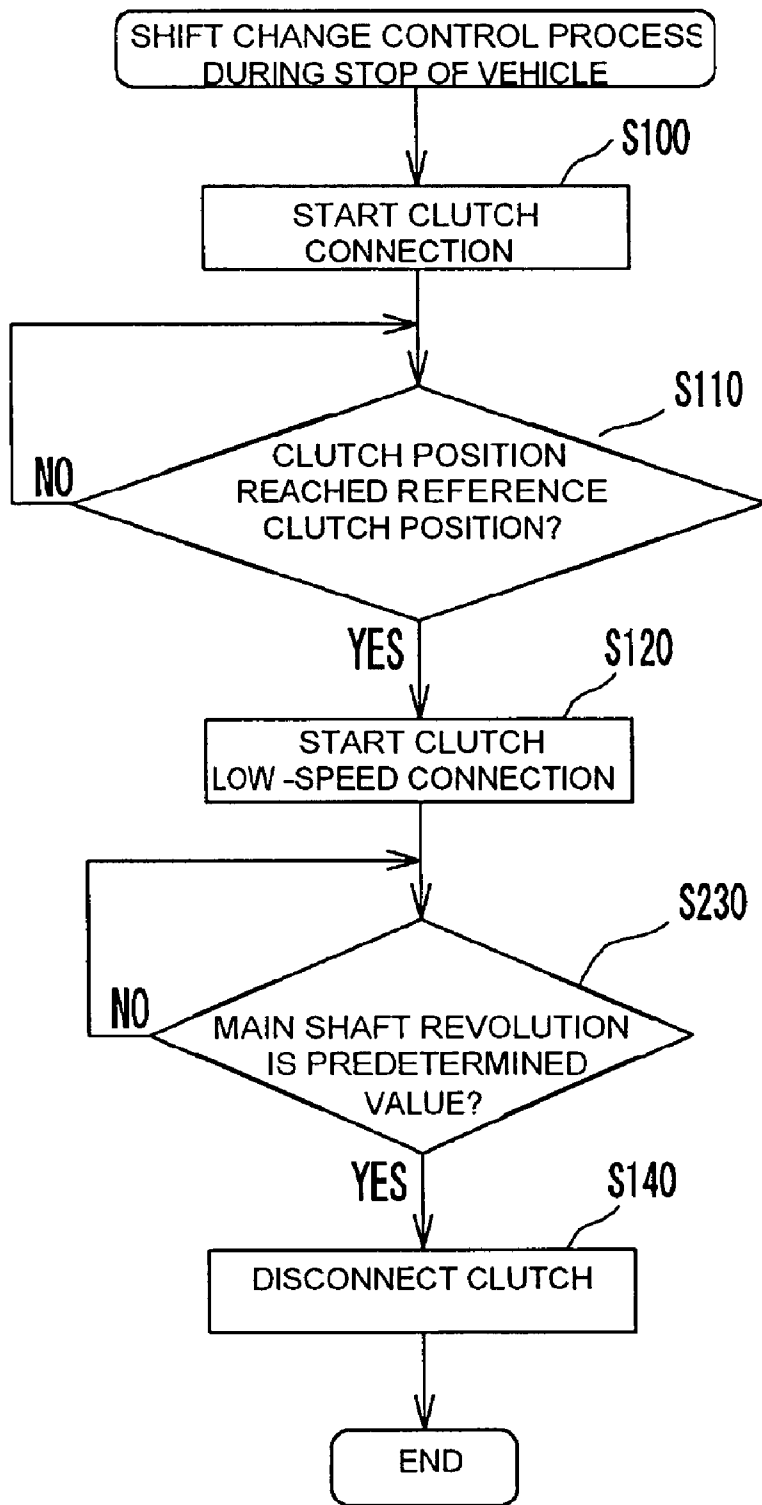 SHIFT CHANGE CONTROL PROCESS
DURING STOP OF VEHICLE
S100
START CLUTCH
CONNECTION
S110
CLUTCH POSITION
REACHED REFERENCE
CLUTCH POSITION?
NO
YES
S120
START CLUTCH
LOW -SPEED CONNECTION
S230
NO
MAIN SHAFT REVOLUTION
IS PREDETERMINED
VALUE?
YES
S140
DISCONNECT CLUTCH
END